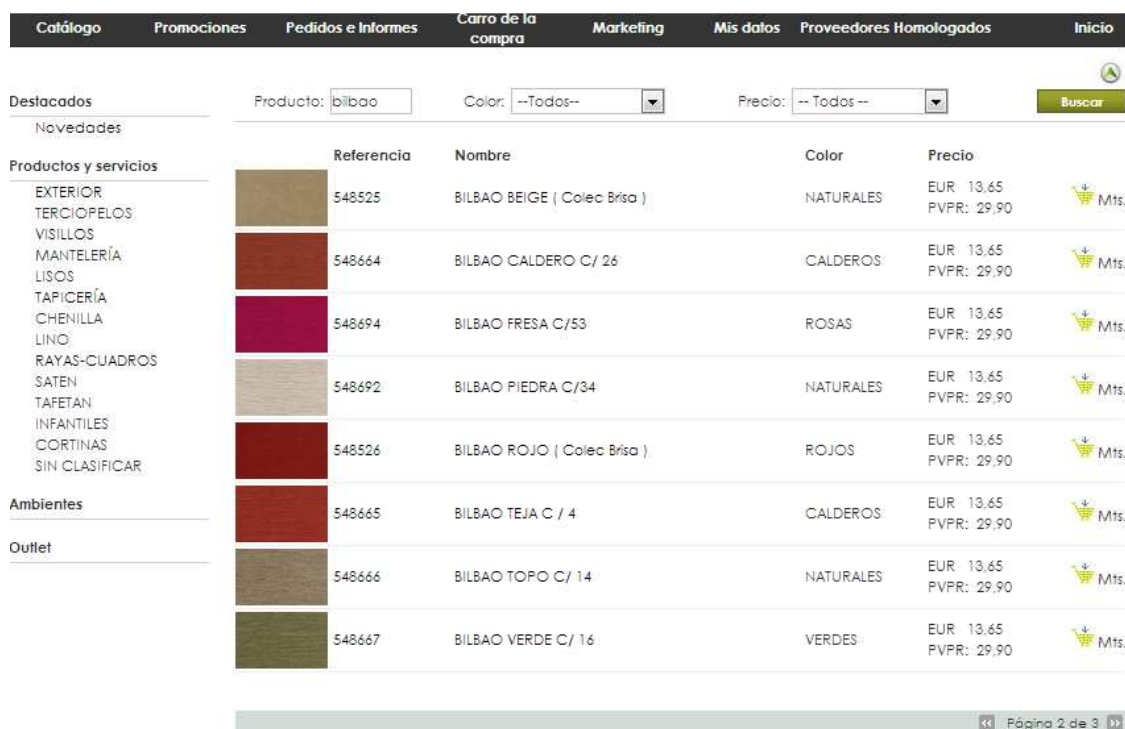 Catálogo Promociones Pedidos e Informes Carro de la compra Marketing Mis datos Proveedores Homologados Inicio
Destacados
Novedades
Productos y servicios
EXTERIOR
TERCIOPELOS
VISILLOS
MANTELERÍA
LISOS
TAPICERÍA
CHENILLA
LINO
RAYAS-CUADROS
SATEN
TAFETAN
INFANTILES
CORTINAS
SIN CLASIFICAR
Ambientes
Outlet
Producto: bilbao Color: --Todos-- Precio: -- Todos -- Buscar
Referencia Nombre Color Precio
548525 BILBAO BEIGE ( Colec Brisa ) NATURALES EUR 13,65 Mts.
PVPR: 29,90
548664 BILBAO CALDERO C/ 26 CALDEROS EUR 13,65 Mts.
PVPR: 29,90
548694 BILBAO FRESA C/53 ROSAS EUR 13,65 Mts.
PVPR: 29,90
548692 BILBAO PIEDRA C/34 NATURALES EUR 13,65 Mts.
PVPR: 29,90
548526 BILBAO ROJO ( Colec Brisa ) ROJOS EUR 13,65 Mts.
PVPR: 29,90
548665 BILBAO TEJA C / 4 CALDEROS EUR 13,65 Mts.
PVPR: 29,90
548666 BILBAO TOPO C/ 14 NATURALES EUR 13,65 Mts.
PVPR: 29,90
548667 BILBAO VERDE C/ 16 VERDES EUR 13,65 Mts.
PVPR: 29,90
Página 2 de 3